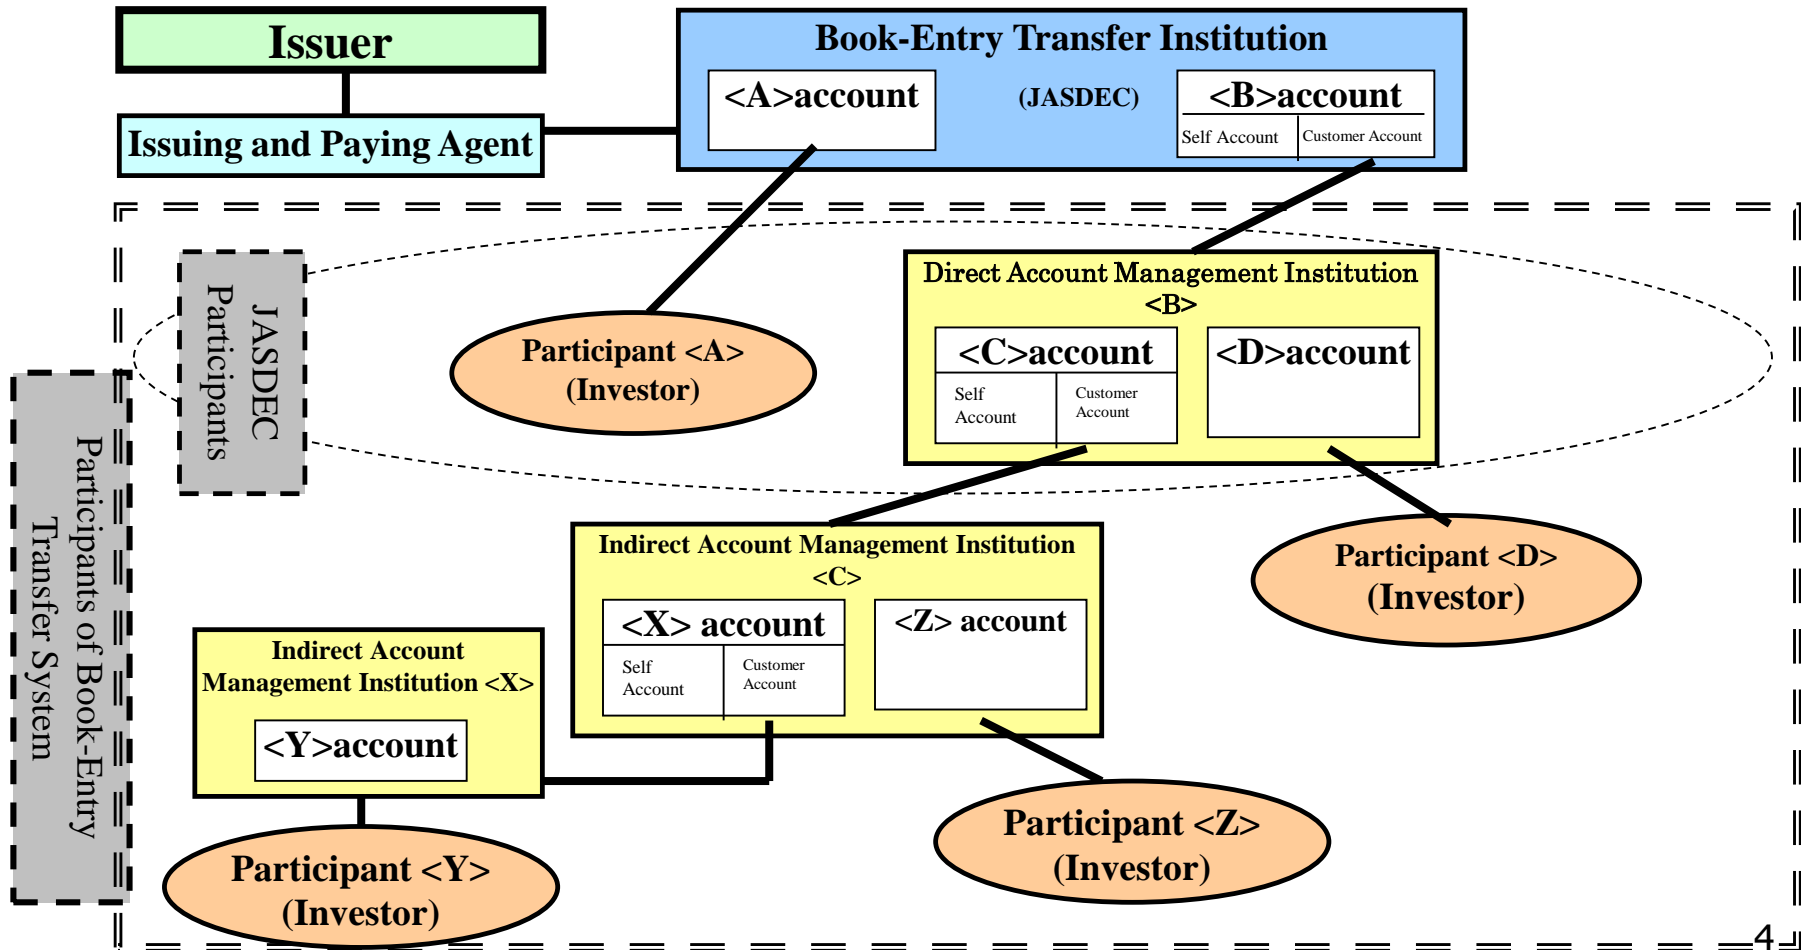 Issuer
Issuing and Paying Agent
Book-Entry Transfer Institution
(JASDEC)
<A>account
<B>account
Self Account
Customer Account
JASDEC
Participants
Participants of Book-Entry
Transfer System
Participant <A>
(Investor)
Direct Account Management Institution
<B>
<C>account
Self
Account
Customer
Account
<D>account
Participant <D>
(Investor)
Indirect Account Management Institution
<C>
<X> account
Self
Account
Customer
Account
<Z> account
Indirect Account
Management Institution <X>
<Y>account
Participant <Y>
(Investor)
Participant <Z>
(Investor)
4